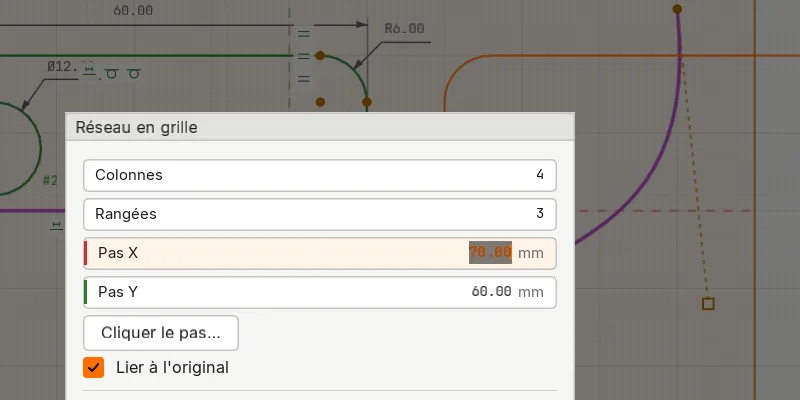 60.00
R6.00
Ø12.
#2
Réseau en grille
Colonnes 4
Rangées 3
Pas X 70.00 mm
Pas Y 60.00 mm
Cliquer le pas...
Lier à l'original